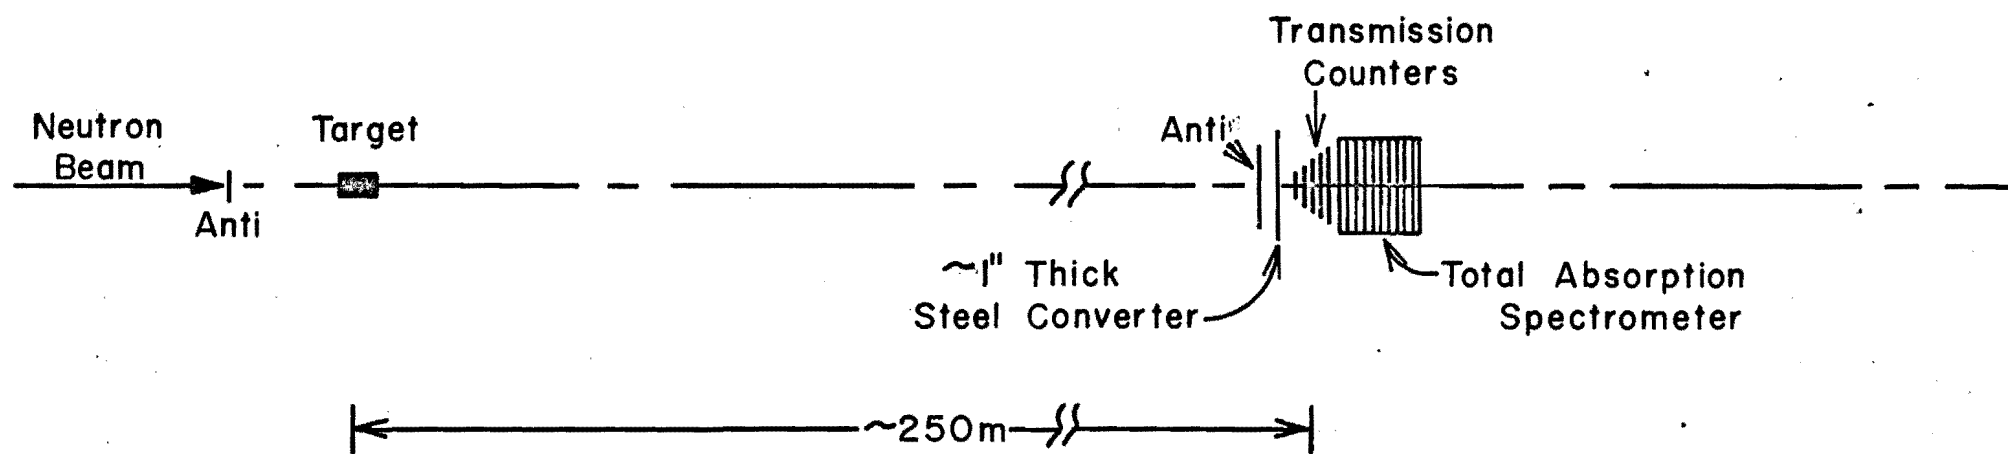 Transmission
Counters
Neutron
Beam
Target
Anti
Anti
~1" Thick
Steel Converter
Total Absorption
Spectrometer
~250m